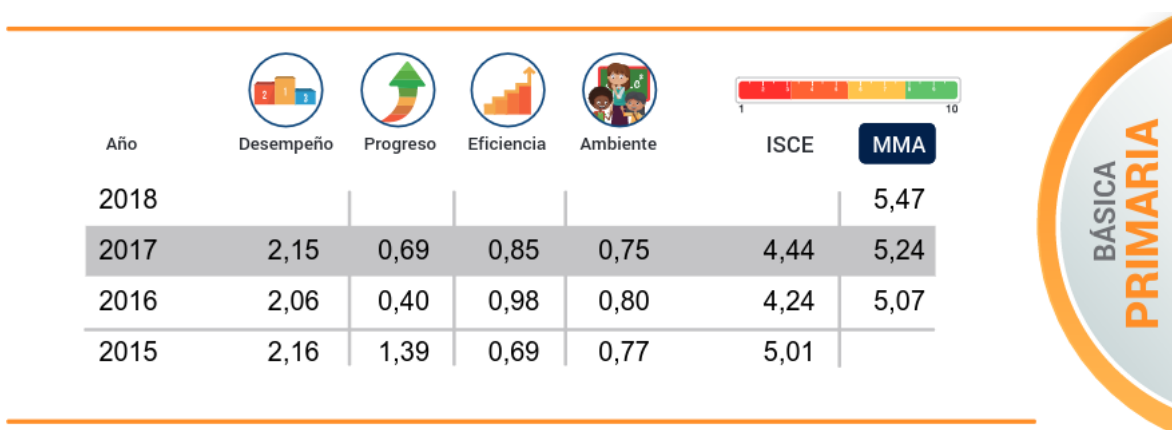 1 10
Año Desempeño Progreso Eficiencia Ambiente ISCE MMA
2018 5,47
2017 2,15 0,69 0,85 0,75 4,44 5,24
2016 2,06 0,40 0,98 0,80 4,24 5,07
2015 2,16 1,39 0,69 0,77 5,01
BÁSICA
PRIMARIA